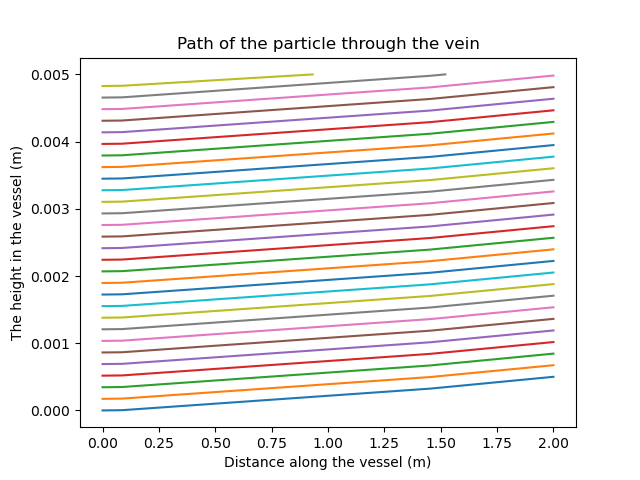 Path of the particle through the vein
The height in the vessel (m)
0.005
0.004
0.003
0.002
0.001
0.000
0.00 0.25 0.50 0.75 1.00 1.25 1.50 1.75 2.00
Distance along the vessel (m)